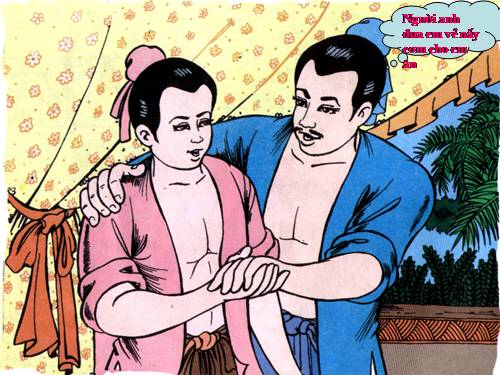 Người anh
đưa em về nấy
cơm cho em
ăn